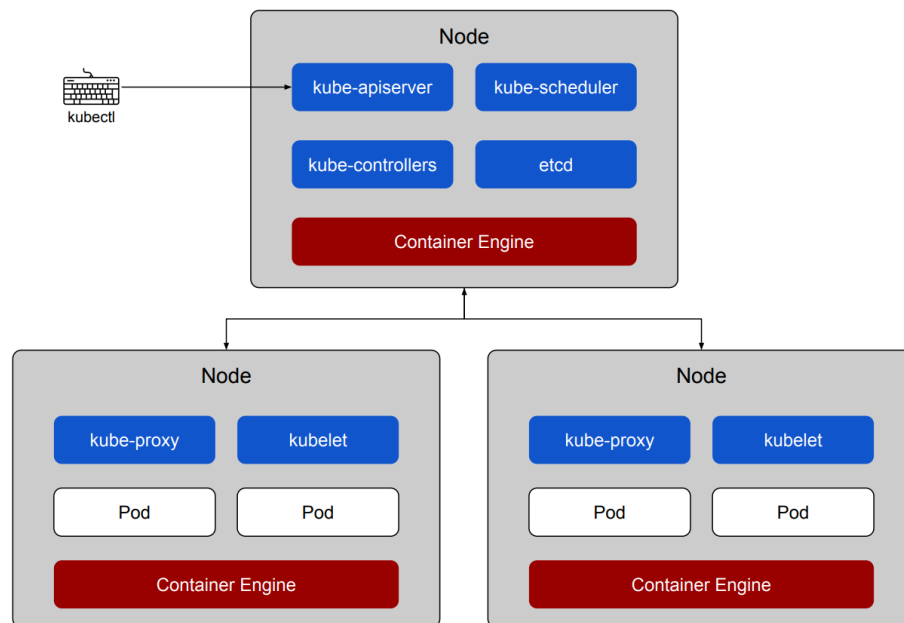 Node
kube-apiserver
kube-scheduler
kubectl
kube-controllers
etcd
Container Engine
Node
kube-proxy
kubelet
Pod
Pod
Container Engine
Node
kube-proxy
kubelet
Pod
Pod
Container Engine